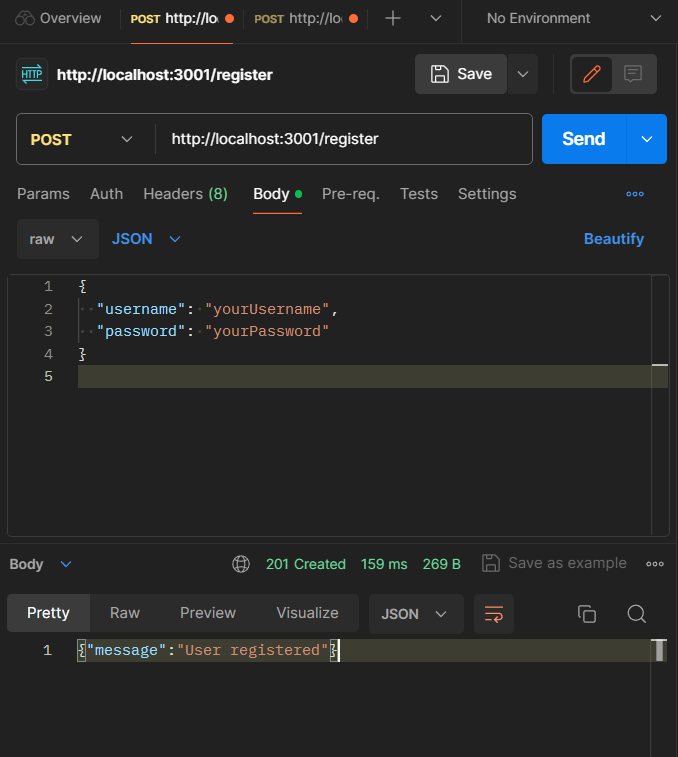 Overview POST http://lo POST http://lo No Environment
HTTP http://localhost:3001/register Save
POST http://localhost:3001/register Send
Params Auth Headers (8) Body Pre-req. Tests Settings
raw JSON Beautify
1 {
2 "username": "yourUsername",
3 "password": "yourPassword"
4 }
5
Body 201 Created 159 ms 269 B Save as example
Pretty Raw Preview Visualize JSON
1 {"message":"User registered"}